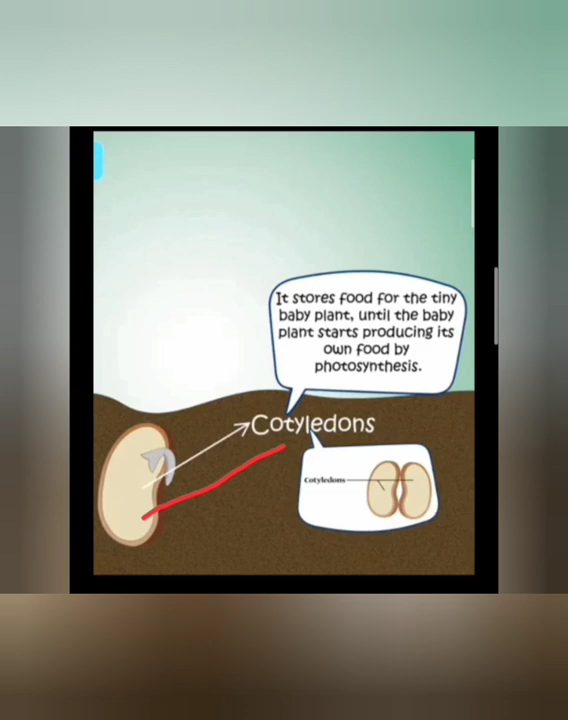 It stores food for the tiny
baby plant, until the baby
plant starts producing its
own food by
photosynthesis.
Cotyledons
Cotyledons